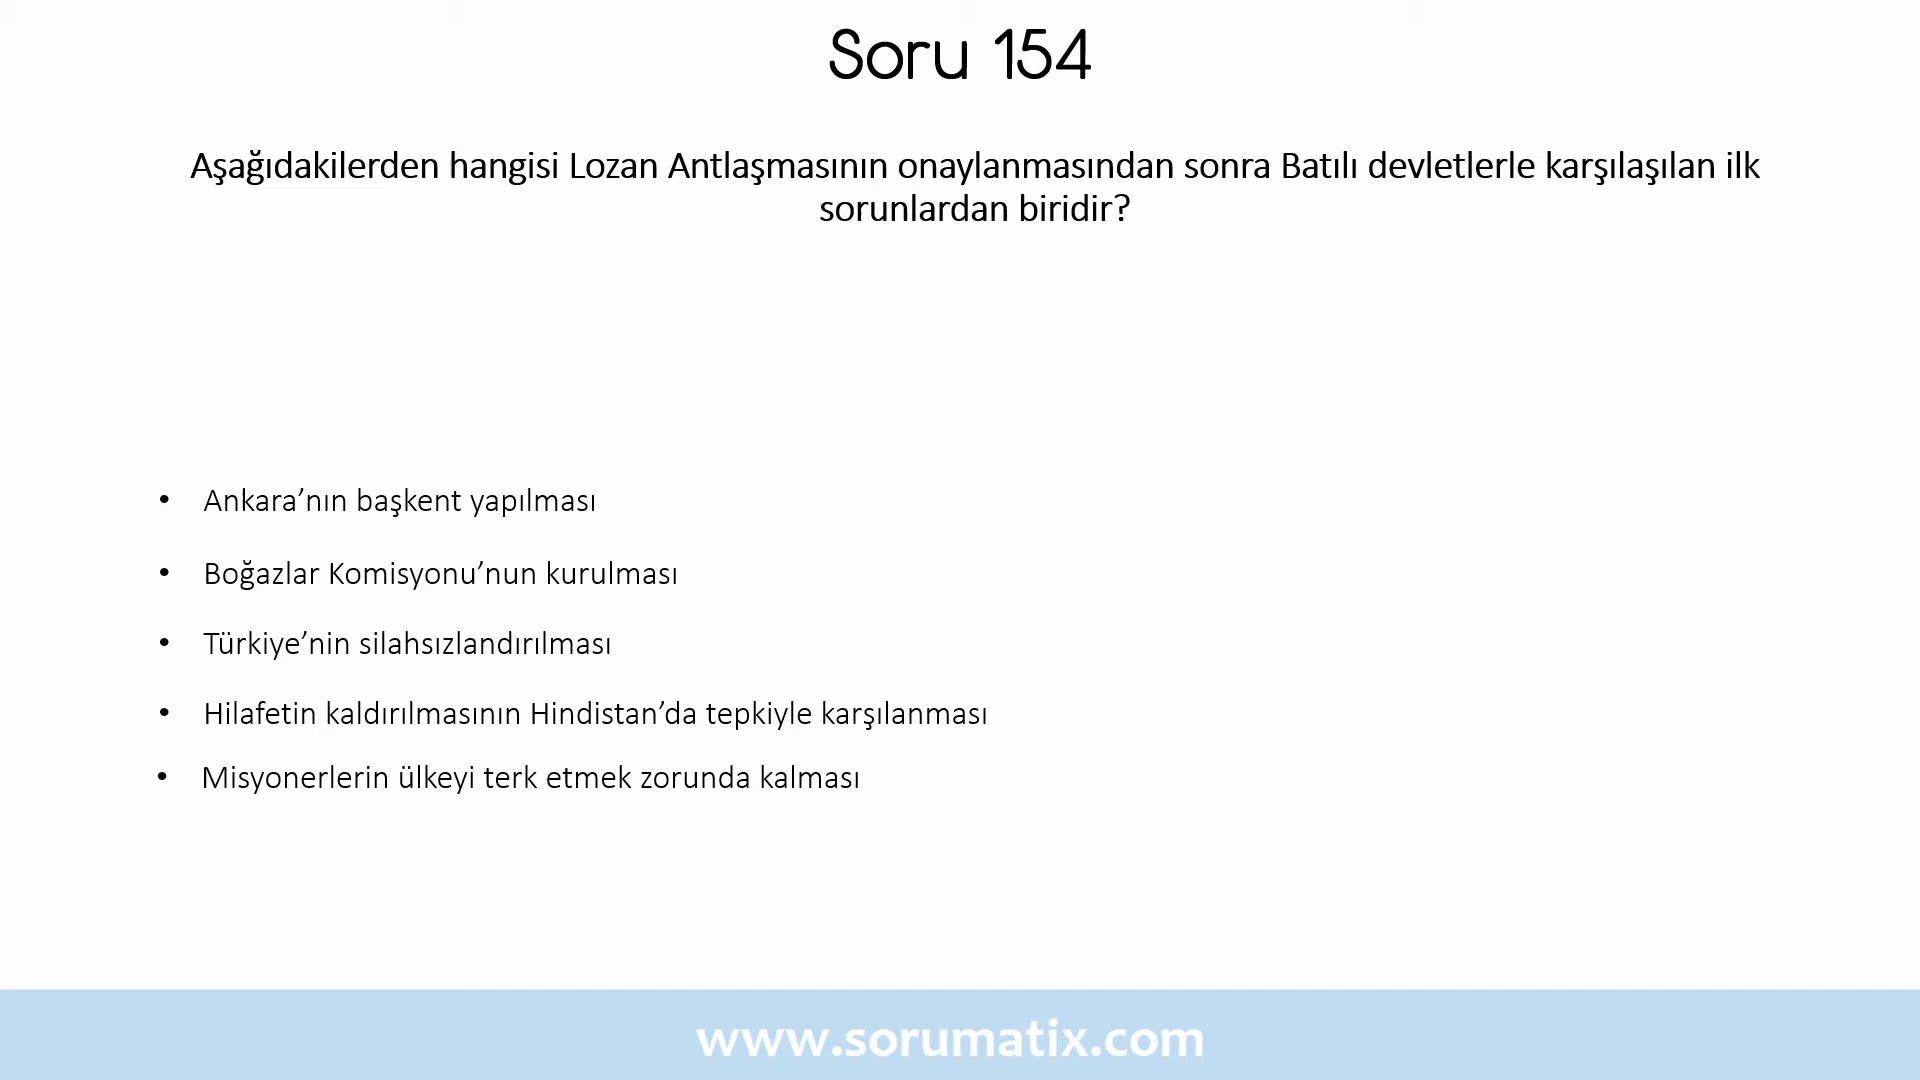 Soru 154
Aşağıdakilerden hangisi Lozan Antlaşmasının onaylanmasından sonra Batılı devletlerle karşılaşılan ilk
sorunlardan biridir?
• Ankara’nın başkent yapılması
• Boğazlar Komisyonu’nun kurulması
• Türkiye’nin silahsızlandırılması
• Hilafetin kaldırılmasının Hindistan’da tepkiyle karşılanması
• Misyonerlerin ülkeyi terk etmek zorunda kalması
www.sorumatix.com